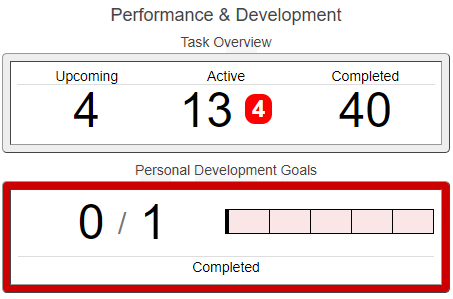 Performance & Development
Task Overview
Upcoming Active Completed
4 13 4 40
Personal Development Goals
0 / 1
Completed